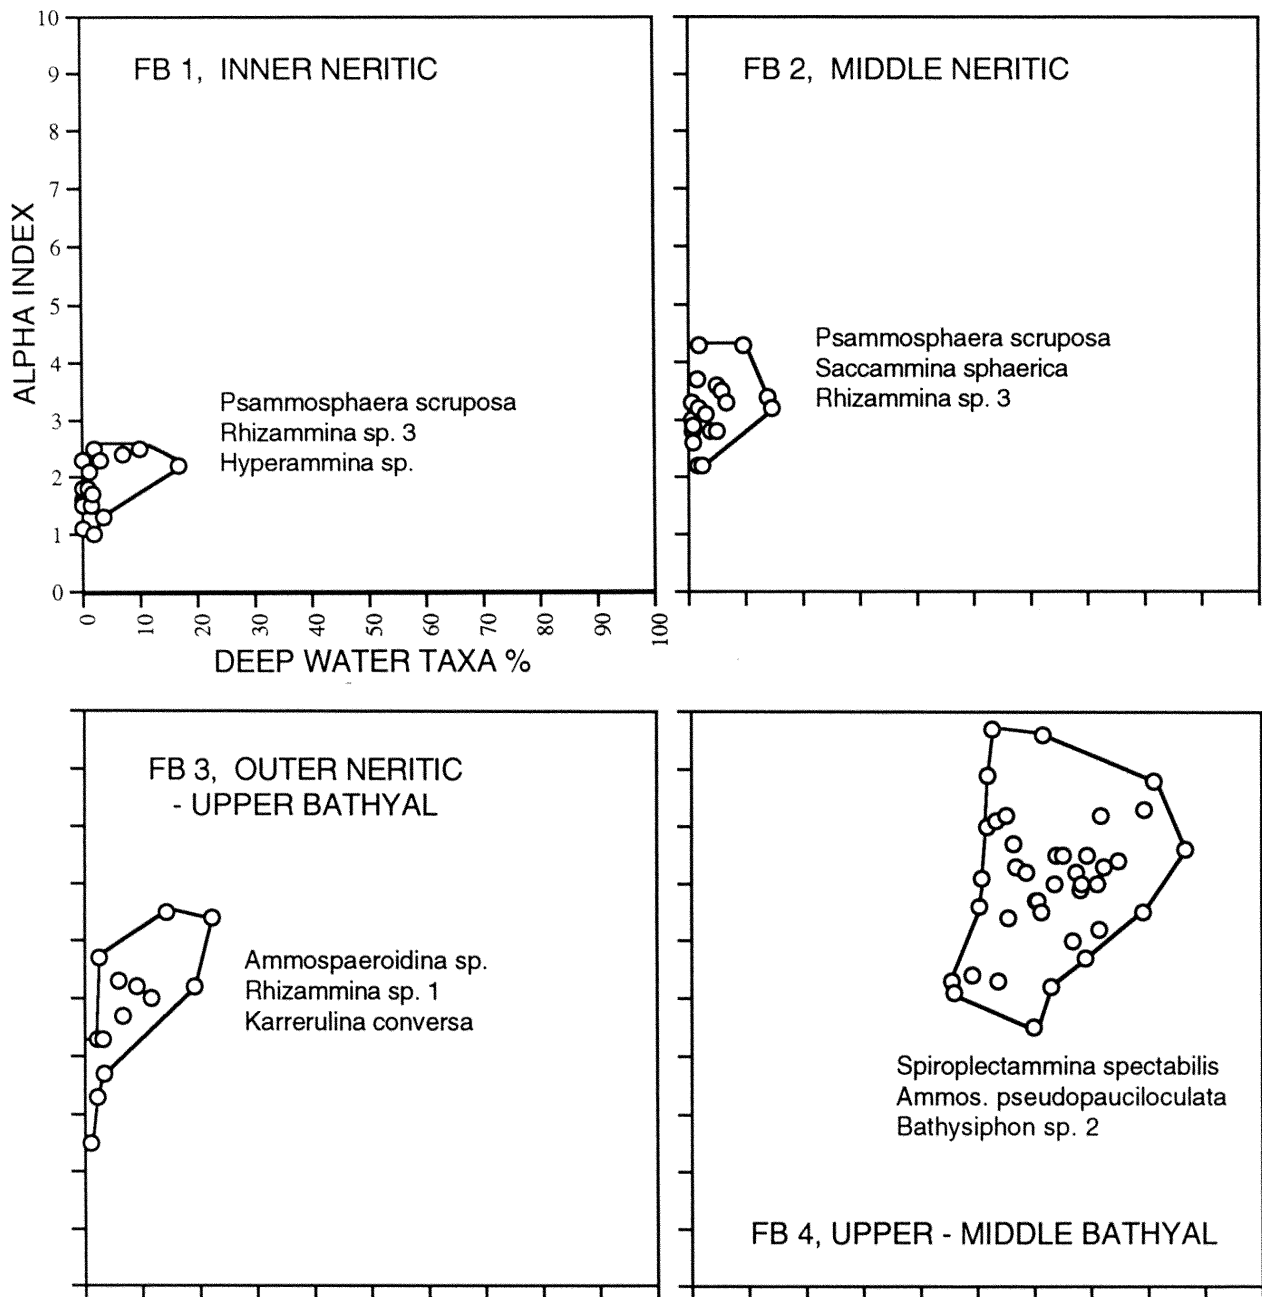 10
FB 1, INNER NERITIC
FB 2, MIDDLE NERITIC
9
8
7
6
5
4
3
2
1
0
ALPHA INDEX
Psammosphaera scruposa
Rhizammina sp. 3
Hyperammina sp.
Psammosphaera scruposa
Saccammina sphaerica
Rhizammina sp. 3
0 10 20 30 40 50 60 70 80 90 100
DEEP WATER TAXA %
FB 3, OUTER NERITIC
- UPPER BATHYAL
Ammospaeroidina sp.
Rhizammina sp. 1
Karrerulina conversa
Spiroplectammina spectabilis
Ammos. pseudopauciloculata
Bathysiphon sp. 2
FB 4, UPPER - MIDDLE BATHYAL